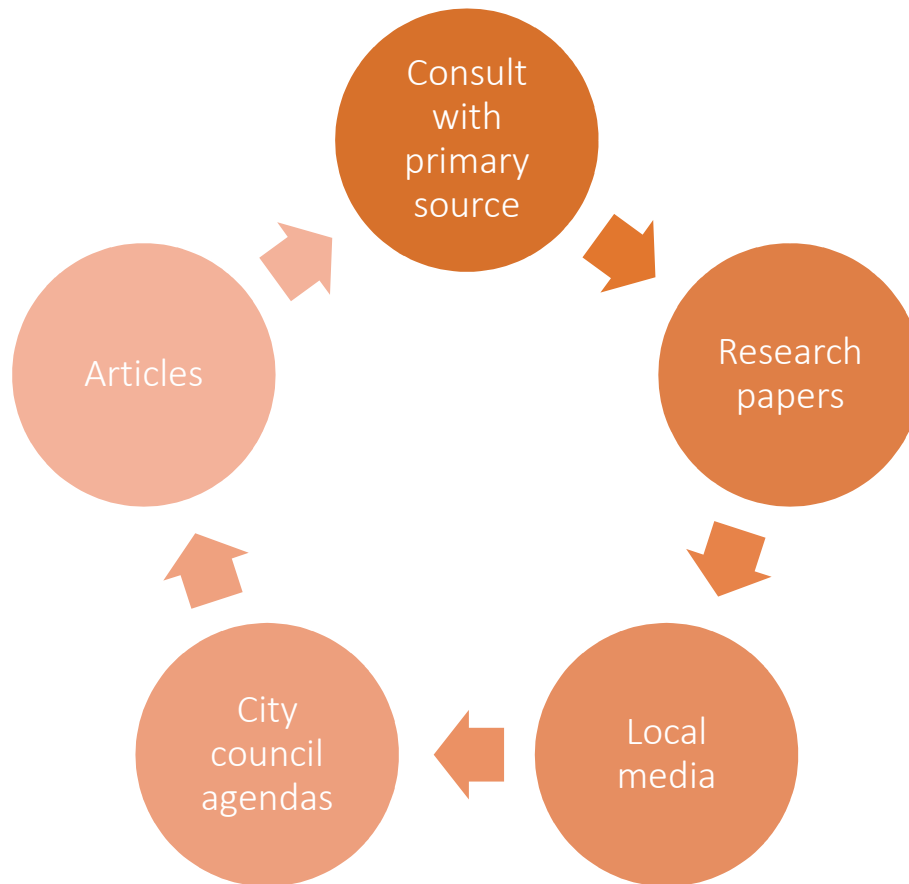 Consult
with
primary
source
Research
papers
Local
media
City
council
agendas
Articles